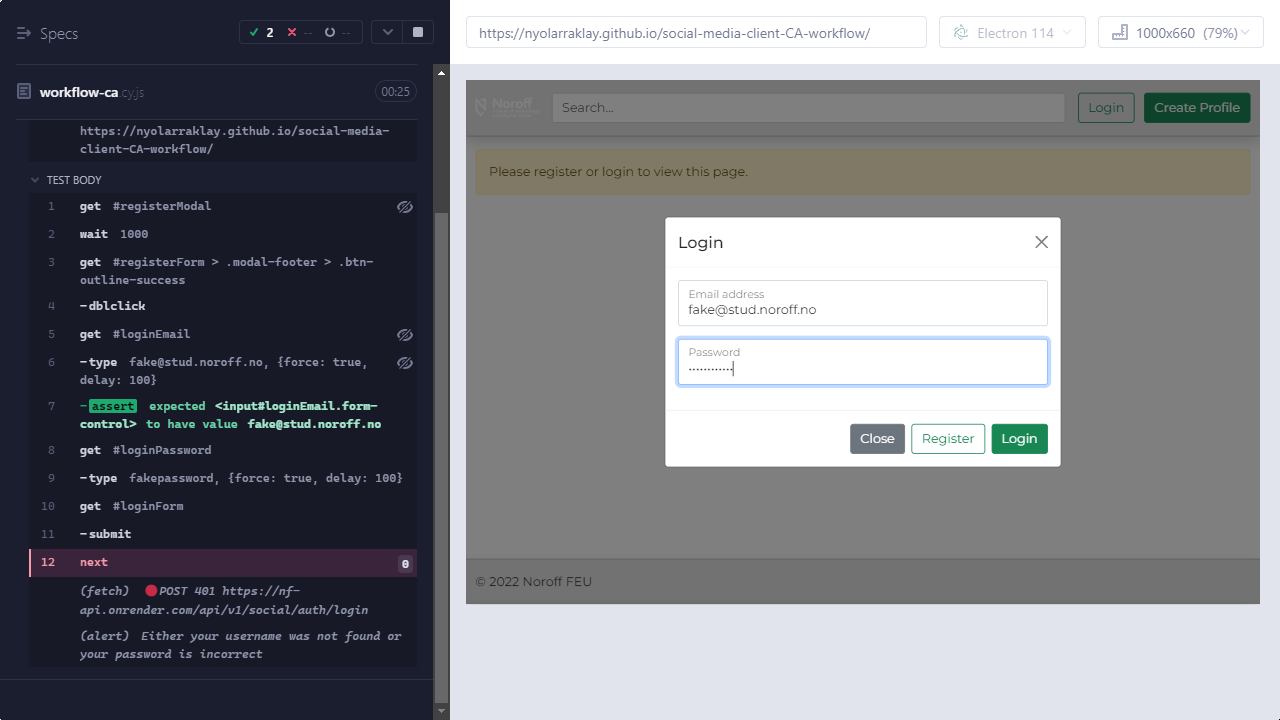 Specs
2
--
--
workflow-ca.cy.js
00:25
https://nyolarraklay.github.io/social-media-
client-CA-workflow/
TEST BODY
1 get #registerModal
2 wait 1000
3 get #registerForm > .modal-footer > .btn-
outline-success
4 -dblclick
5 get #loginEmail
6 -type fake@stud.noroff.no, {force: true,
delay: 100}
7 -assert expected <input#loginEmail.form-
control> to have value fake@stud.noroff.no
8 get #loginPassword
9 -type fakepassword, {force: true, delay: 100}
10 get #loginForm
11 -submit
12 next 0
(fetch) POST 401 https://nf-
api.onrender.com/api/v1/social/auth/login
(alert) Either your username was not found or
your password is incorrect
https://nyolarraklay.github.io/social-media-client-CA-workflow/
Electron 114
1000x660 (79%)
Noroff
Search...
Login
Create Profile
Please register or login to view this page.
Login
Email address
fake@stud.noroff.no
Password
••••••••••••
Close
Register
Login
© 2022 Noroff FEU